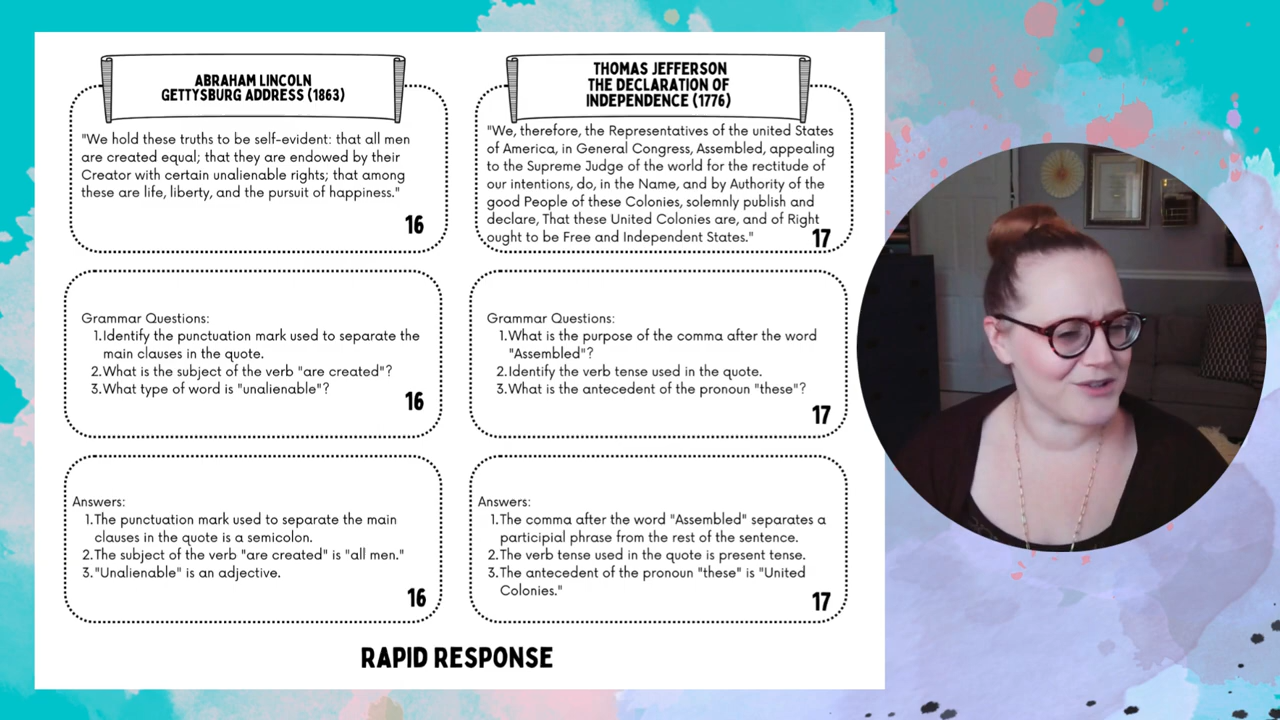 ABRAHAM LINCOLN
GETTYSBURG ADDRESS (1863)
"We hold these truths to be self-evident: that all men
are created equal; that they are endowed by their
Creator with certain unalienable rights; that among
these are life, liberty, and the pursuit of happiness."
16
THOMAS JEFFERSON
THE DECLARATION OF
INDEPENDENCE (1776)
"We, therefore, the Representatives of the united States
of America, in General Congress, Assembled, appealing
to the Supreme Judge of the world for the rectitude of
our intentions, do, in the Name, and by Authority of the
good People of these Colonies, solemnly publish and
declare, That these United Colonies are, and of Right
ought to be Free and Independent States."
17
Grammar Questions:
1.Identify the punctuation mark used to separate the
main clauses in the quote.
2.What is the subject of the verb "are created"?
3.What type of word is "unalienable"?
16
Grammar Questions:
1.What is the purpose of the comma after the word
"Assembled"?
2.Identify the verb tense used in the quote.
3.What is the antecedent of the pronoun "these"?
17
Answers:
1.The punctuation mark used to separate the main
clauses in the quote is a semicolon.
2.The subject of the verb "are created" is "all men."
3."Unalienable" is an adjective.
16
Answers:
1.The comma after the word "Assembled" separates a
participial phrase from the rest of the sentence.
2.The verb tense used in the quote is present tense.
3.The antecedent of the pronoun "these" is "United
Colonies."
17
RAPID RESPONSE